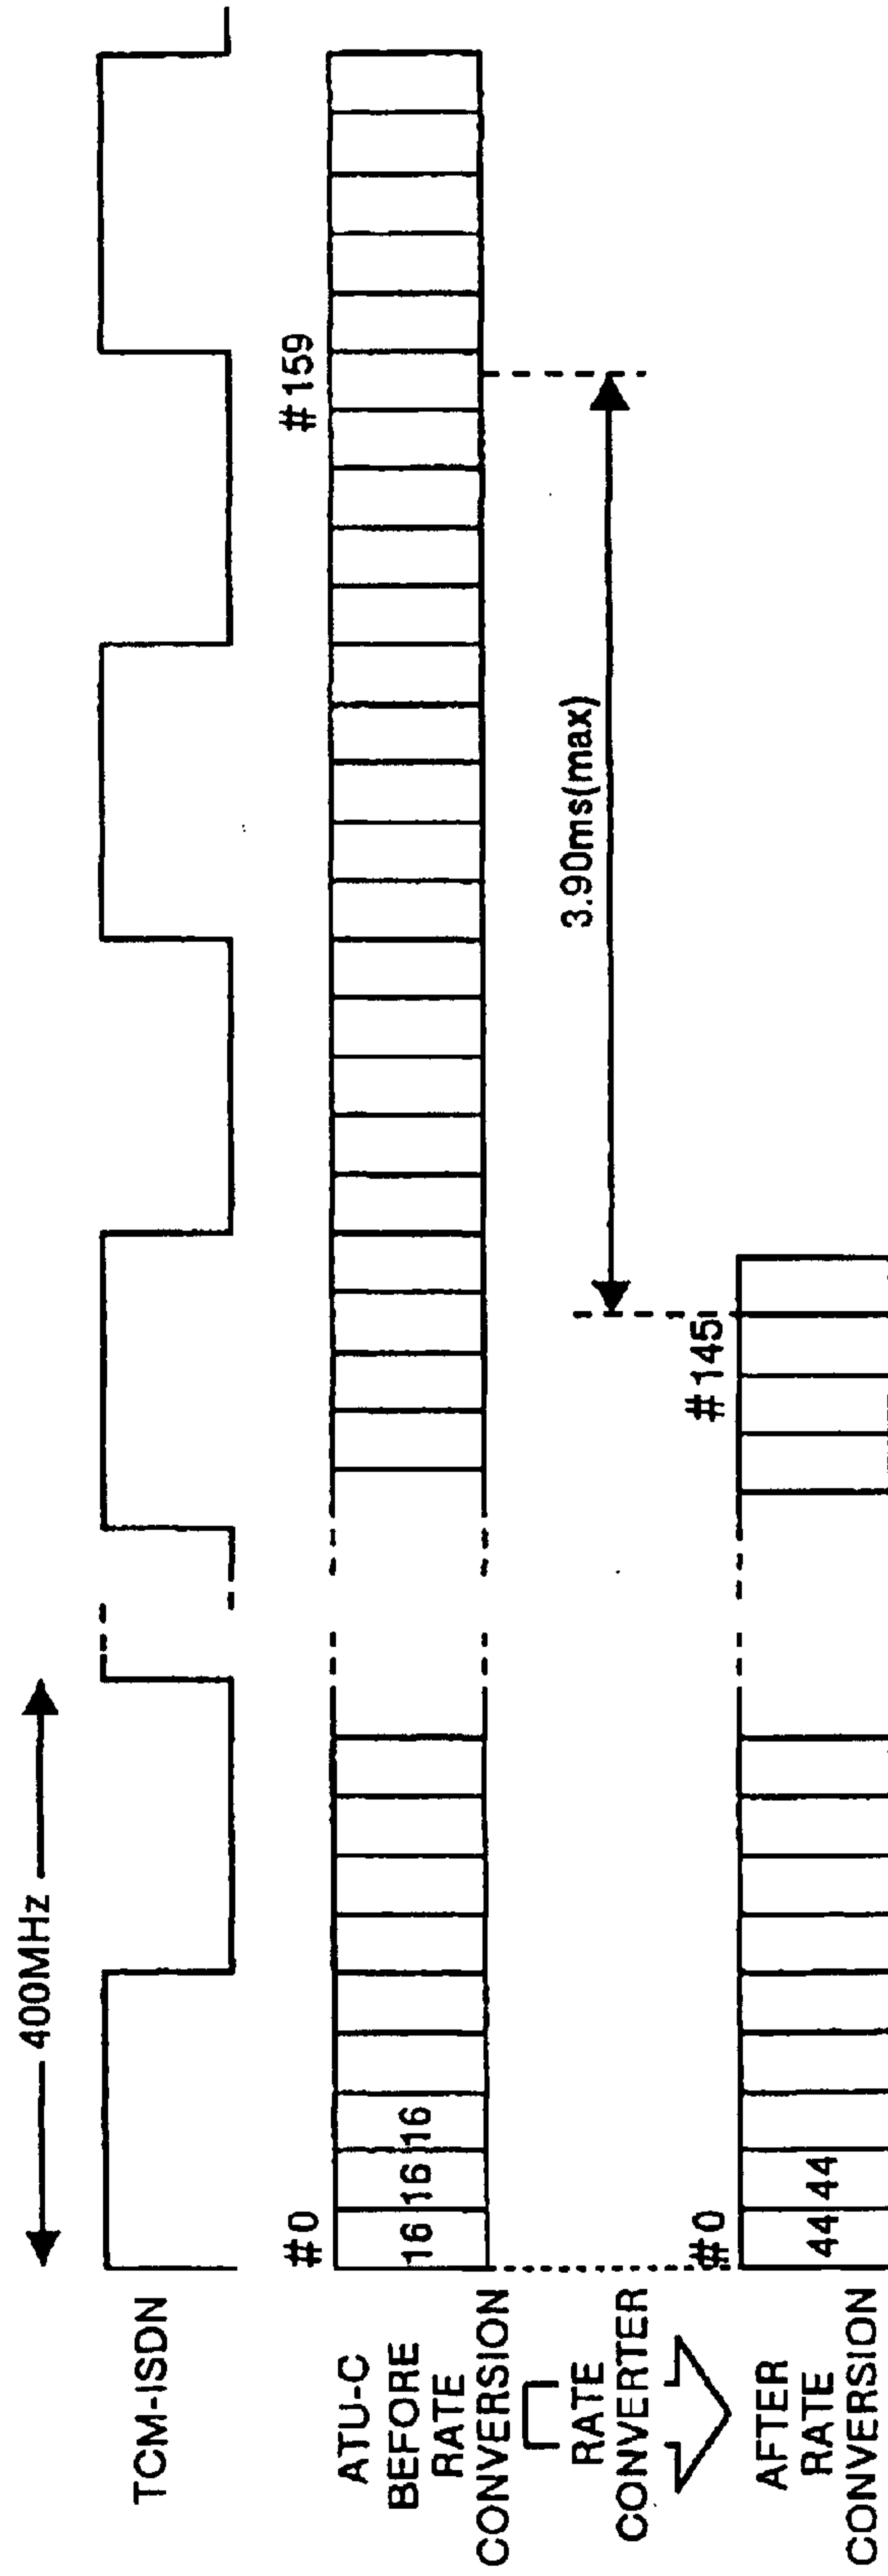 400MHz
TCM-ISDN
#0
#159
ATU-C
BEFORE
RATE
CONVERSION
16 16 16
3.90ms(max)
RATE
CONVERTER
#0
#145
AFTER
RATE
CONVERSION
44 44